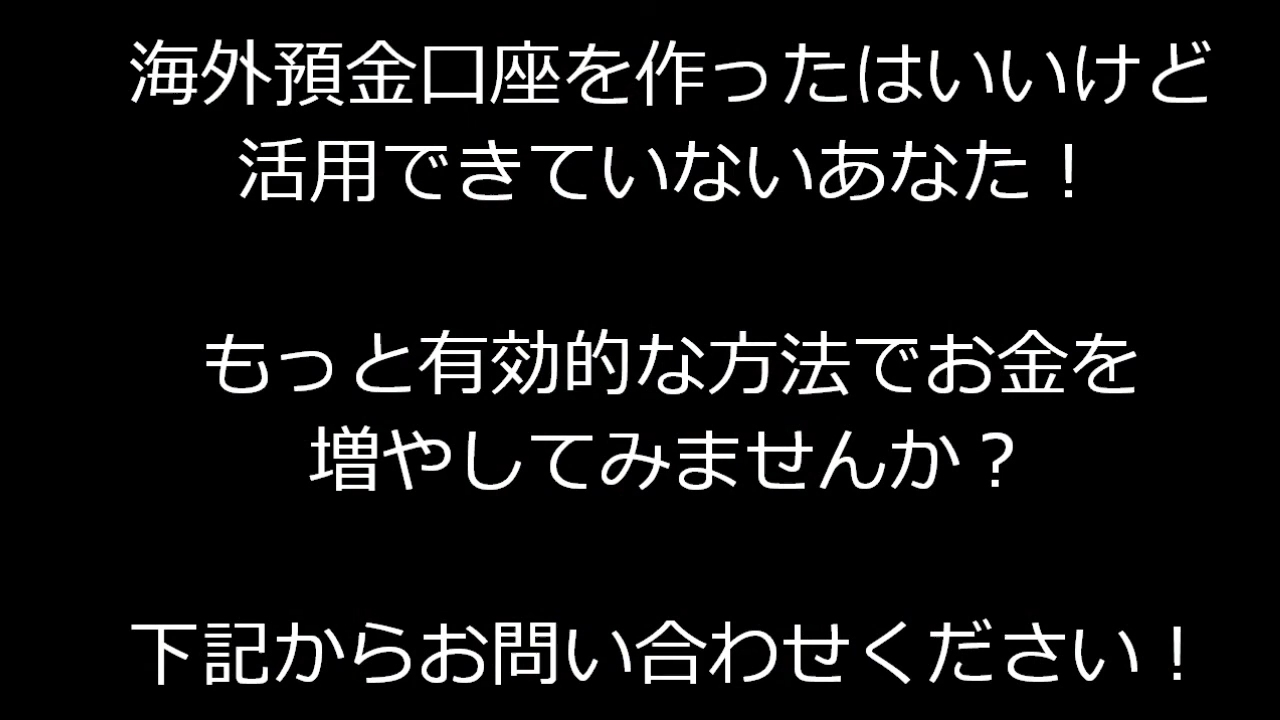 海外預金口座を作ったはいいけど
活用できていないあなた！
もっと有効的な方法でお金を
増やしてみませんか？
下記からお問い合わせください！